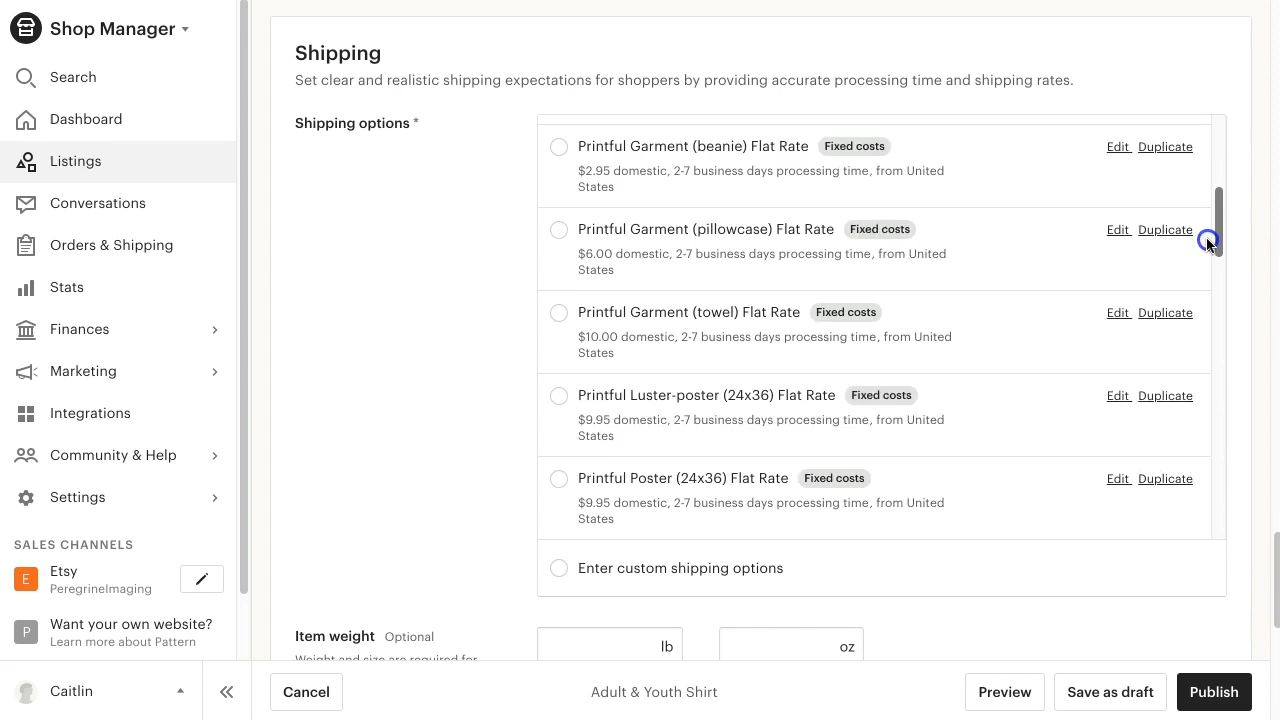 Shop Manager
Search
Dashboard
Listings
Conversations
Orders & Shipping
Stats
Finances
Marketing
Integrations
Community & Help
Settings
SALES CHANNELS
E
Etsy
PeregrineImaging
P
Want your own website?
Learn more about Pattern
Caitlin
Shipping
Set clear and realistic shipping expectations for shoppers by providing accurate processing time and shipping rates.
Shipping options *
Printful Garment (beanie) Flat Rate Fixed costs Edit Duplicate
$2.95 domestic, 2-7 business days processing time, from United
States
Printful Garment (pillowcase) Flat Rate Fixed costs Edit Duplicate
$6.00 domestic, 2-7 business days processing time, from United
States
Printful Garment (towel) Flat Rate Fixed costs Edit Duplicate
$10.00 domestic, 2-7 business days processing time, from United
States
Printful Luster-poster (24x36) Flat Rate Fixed costs Edit Duplicate
$9.95 domestic, 2-7 business days processing time, from United
States
Printful Poster (24x36) Flat Rate Fixed costs Edit Duplicate
$9.95 domestic, 2-7 business days processing time, from United
States
Enter custom shipping options
Item weight Optional
lb oz
Weight and size are required for
Cancel Adult & Youth Shirt Preview Save as draft Publish